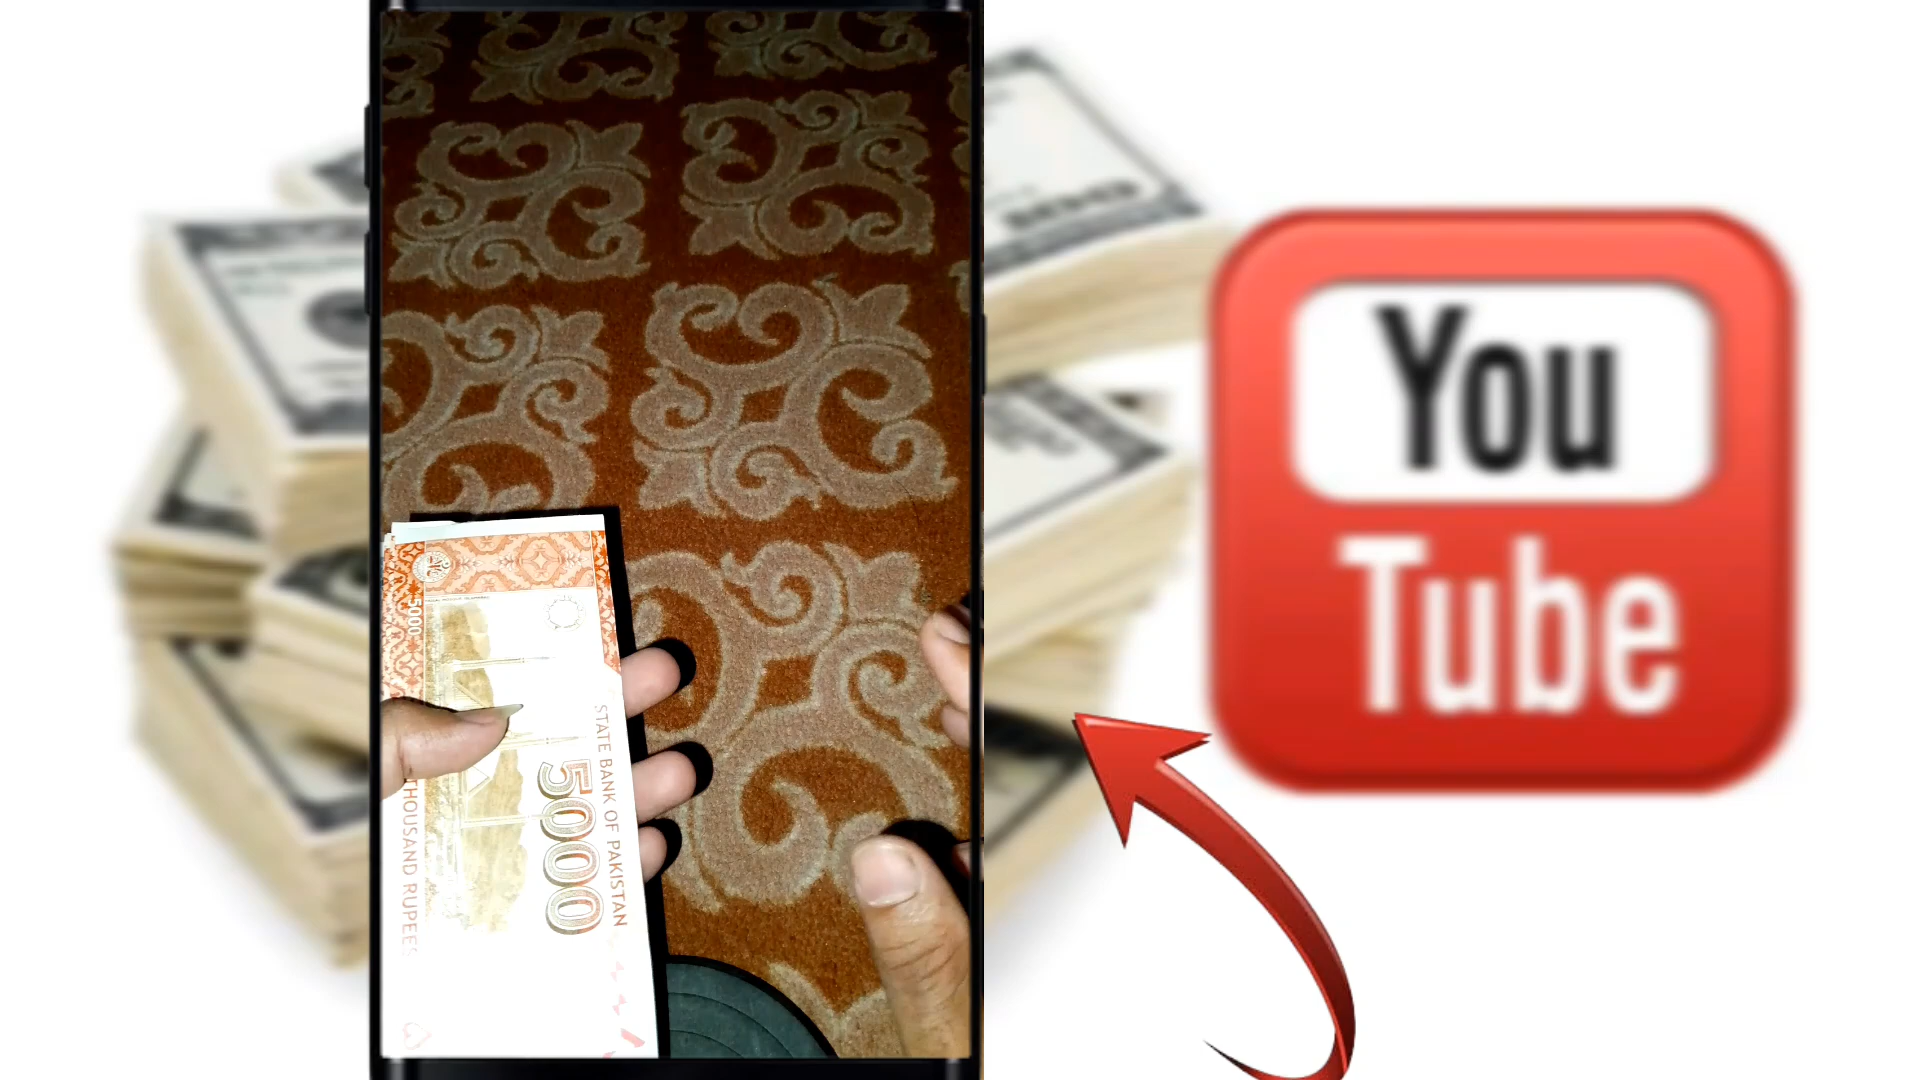 You
Tube
5000
STATE BANK OF PAKISTAN
5000
THOUSAND RUPEES